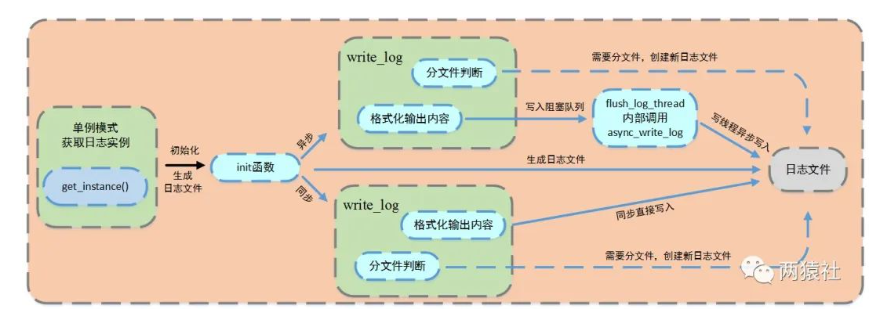 单例模式
获取日志实例
get_instance()
初始化
生成
日志文件
init函数
异步
同步
write_log
分文件判断
格式化输出内容
需要分文件，创建新日志文件
写入阻塞队列
flush_log_thread
内部调用
async_write_log
写线程异步写入
生成日志文件
日志文件
write_log
格式化输出内容
分文件判断
同步直接写入
需要分文件，创建新日志文件
两猿社